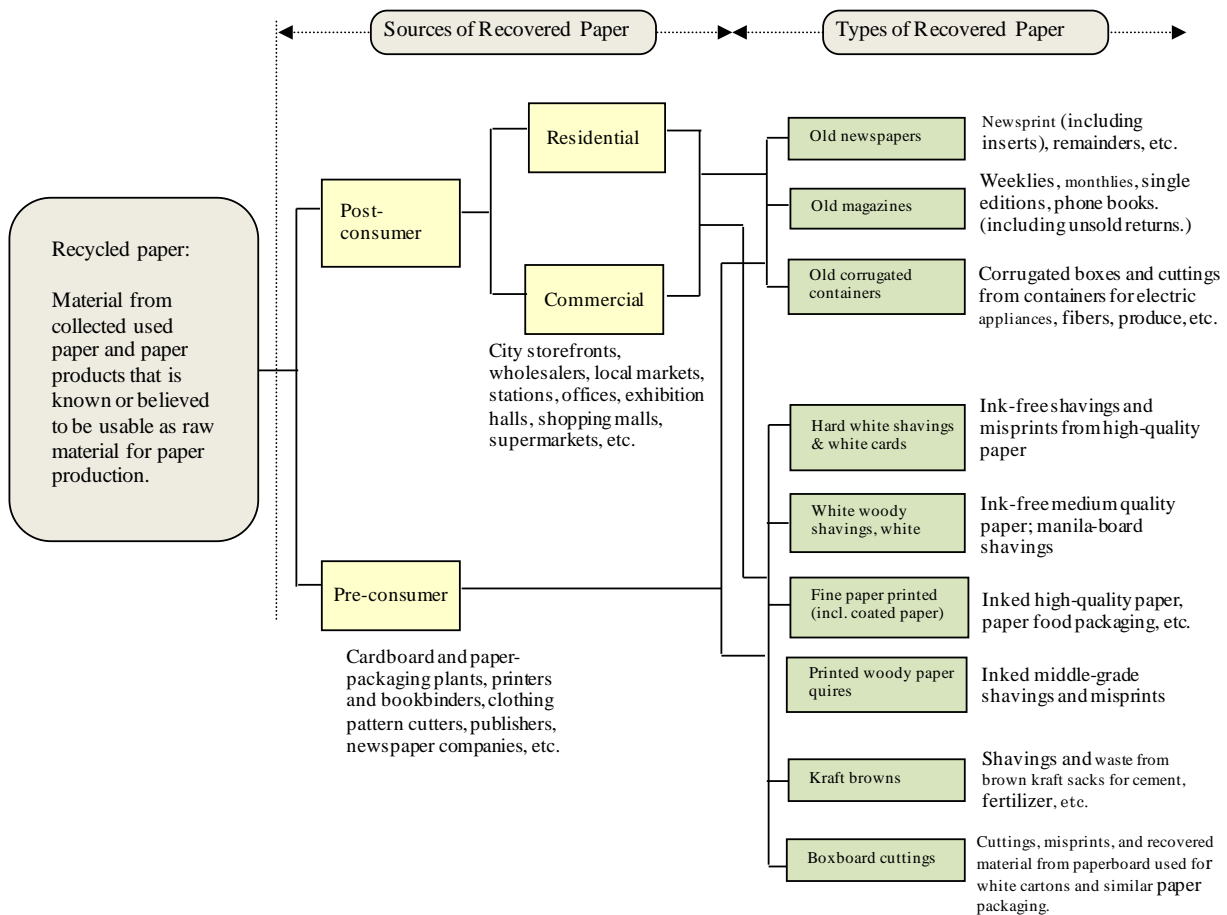 Sources of Recovered Paper
Types of Recovered Paper
Recycled paper:
Material from
collected used
paper and paper
products that is
known or believed
to be usable as raw
material for paper
production.
Post-
consumer
Residential
Commercial
City storefronts,
wholesalers, local markets,
stations, offices, exhibition
halls, shopping malls,
supermarkets, etc.
Pre-consumer
Cardboard and paper-
packaging plants, printers
and bookbinders, clothing
pattern cutters, publishers,
newspaper companies, etc.
Old newspapers
Newsprint (including
inserts), remainders, etc.
Old magazines
Weeklies, monthlies, single
editions, phone books.
(including unsold returns.)
Old corrugated
containers
Corrugated boxes and cuttings
from containers for electric
appliances, fibers, produce, etc.
Hard white shavings
& white cards
Ink-free shavings and
misprints from high-quality
paper
White woody
shavings, white
Ink-free medium quality
paper; manila-board
shavings
Fine paper printed
(incl. coated paper)
Inked high-quality paper,
paper food packaging, etc.
Printed woody paper
quires
Inked middle-grade
shavings and misprints
Kraft browns
Shavings and waste from
brown kraft sacks for cement,
fertilizer, etc.
Boxboard cuttings
Cuttings, misprints, and recovered
material from paperboard used for
white cartons and similar paper
packaging.